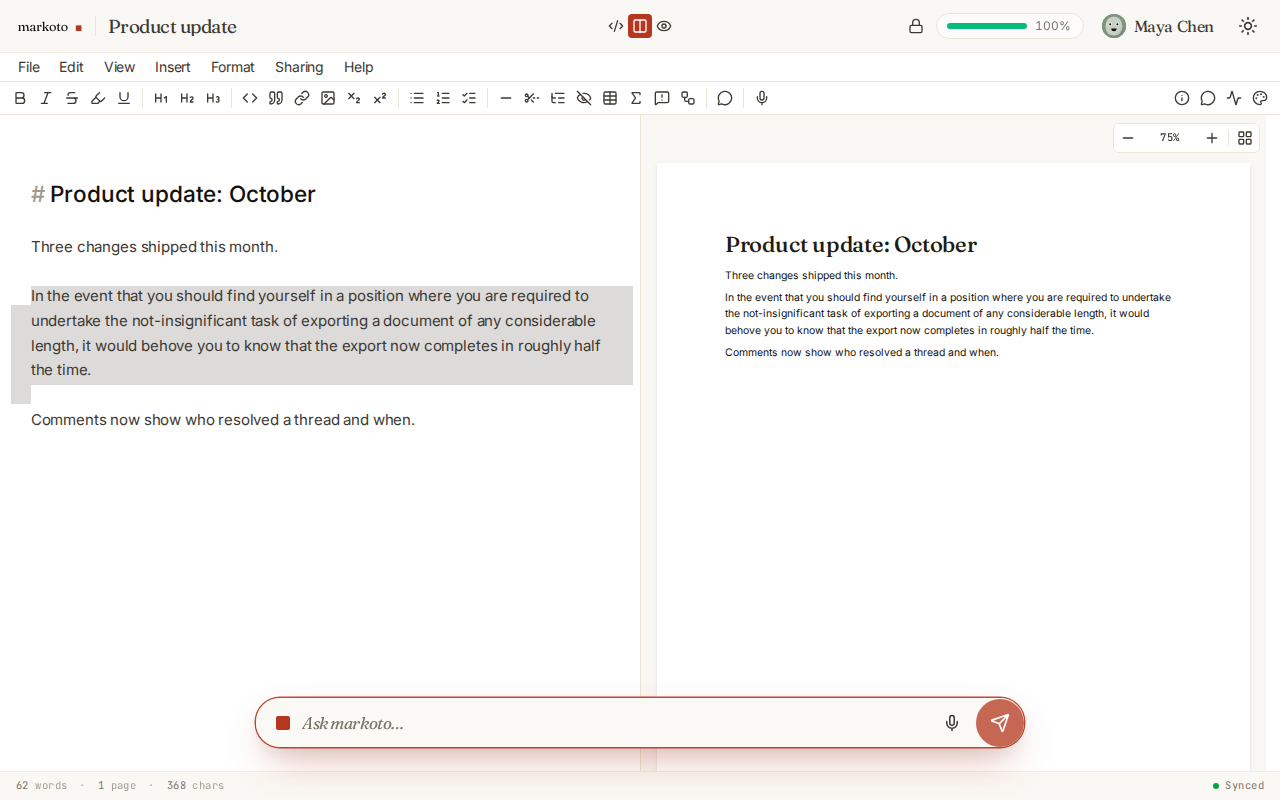 markoto
Product update
100%
Maya Chen
File Edit View Insert Format Sharing Help
H1 H2 H3
75%
# Product update: October
Three changes shipped this month.
In the event that you should find yourself in a position where you are required to
undertake the not-insignificant task of exporting a document of any considerable
length, it would behove you to know that the export now completes in roughly half
the time.
Comments now show who resolved a thread and when.
Product update: October
Three changes shipped this month.
In the event that you should find yourself in a position where you are required to undertake
the not-insignificant task of exporting a document of any considerable length, it would
behove you to know that the export now completes in roughly half the time.
Comments now show who resolved a thread and when.
Ask markoto...
62 words · 1 page · 368 chars
Synced